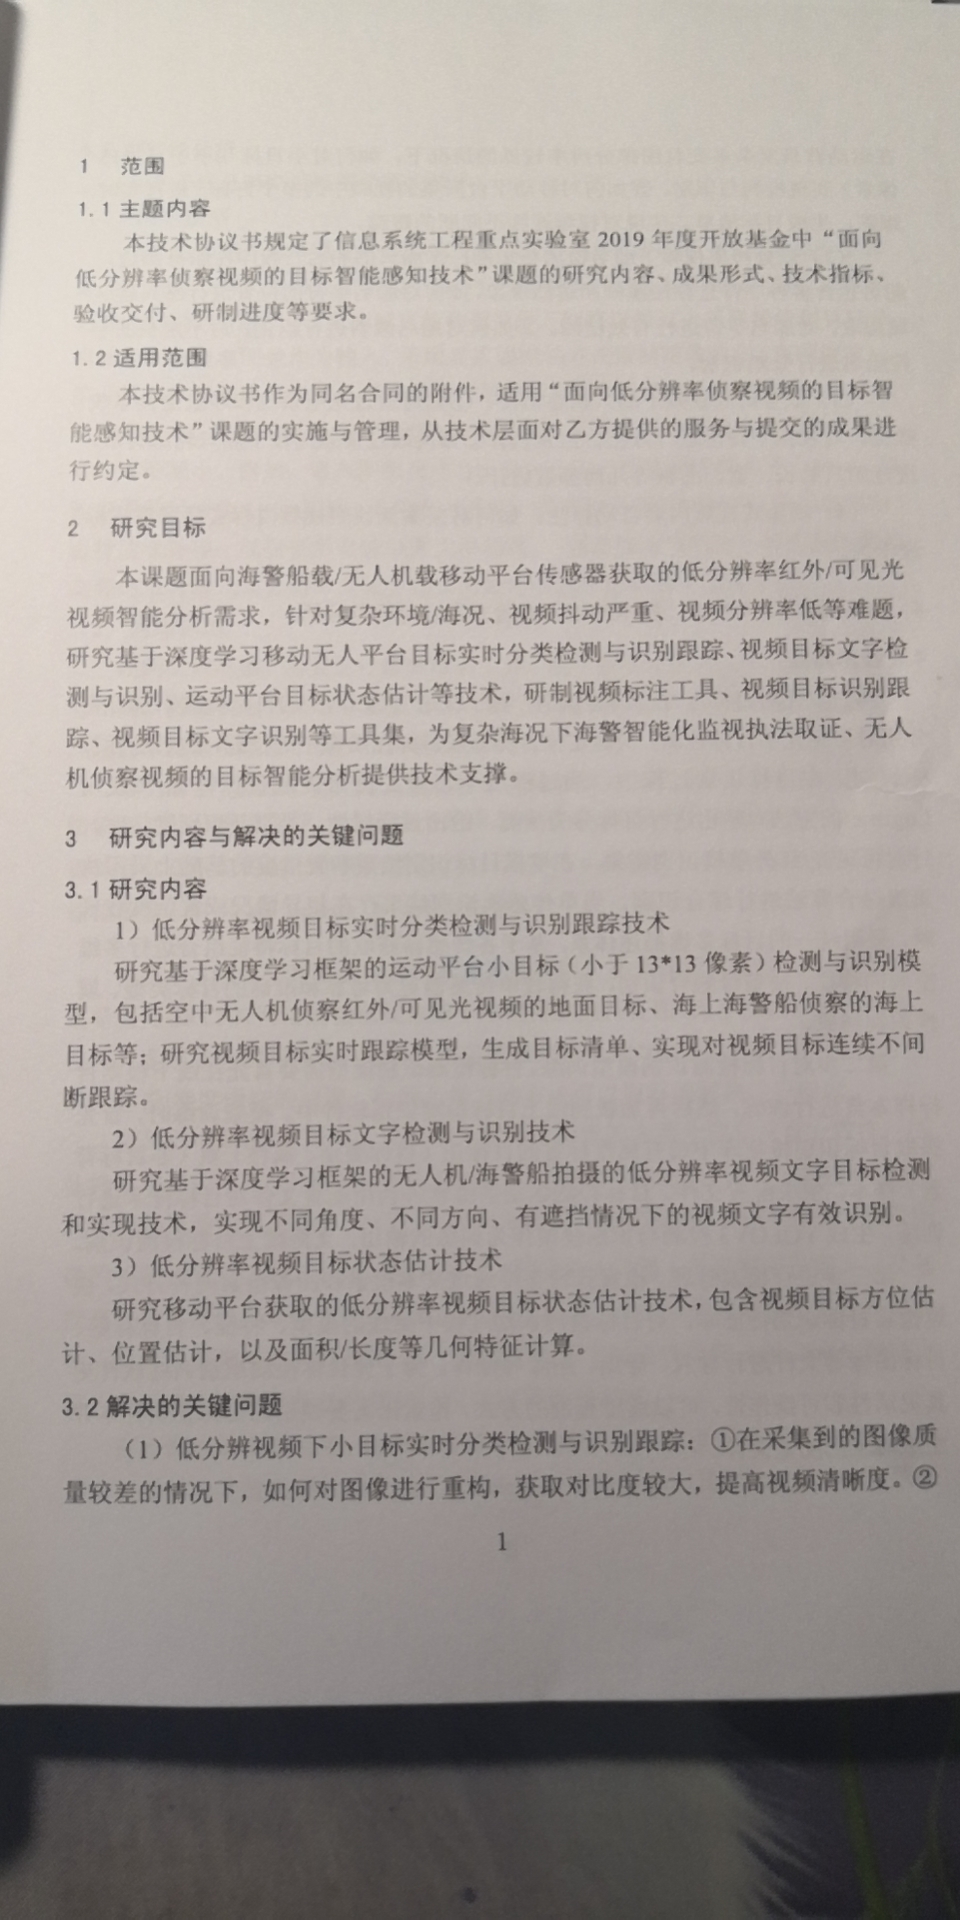 1 范围
1.1 主题内容
本技术协议书规定了信息系统工程重点实验室 2019 年度开放基金中“面向
低分辨率侦察视频的目标智能感知技术”课题的研究内容、成果形式、技术指标、
验收交付、研制进度等要求。
1.2 适用范围
本技术协议书作为同名合同的附件，适用“面向低分辨率侦察视频的目标智
能感知技术”课题的实施与管理，从技术层面对乙方提供的服务与提交的成果进
行约定。
2 研究目标
本课题面向海警船载/无人机载移动平台传感器获取的低分辨率红外/可见光
视频智能分析需求，针对复杂环境/海况、视频抖动严重、视频分辨率低等难题，
研究基于深度学习移动无人平台目标实时分类检测与识别跟踪、视频目标文字检
测与识别、运动平台目标状态估计等技术，研制视频标注工具、视频目标识别跟
踪、视频目标文字识别等工具集，为复杂海况下海警智能化监视执法取证、无人
机侦察视频的目标智能分析提供技术支撑。
3 研究内容与解决的关键问题
3.1 研究内容
1）低分辨率视频目标实时分类检测与识别跟踪技术
研究基于深度学习框架的运动平台小目标（小于 13*13 像素）检测与识别模
型，包括空中无人机侦察红外/可见光视频的地面目标、海上海警船侦察的海上
目标等；研究视频目标实时跟踪模型，生成目标清单、实现对视频目标连续不间
断跟踪。
2）低分辨率视频目标文字检测与识别技术
研究基于深度学习框架的无人机/海警船拍摄的低分辨率视频文字目标检测
和实现技术，实现不同角度、不同方向、有遮挡情况下的视频文字有效识别。
3）低分辨率视频目标状态估计技术
研究移动平台获取的低分辨率视频目标状态估计技术，包含视频目标方位估
计、位置估计，以及面积/长度等几何特征计算。
3.2 解决的关键问题
（1）低分辨视频下小目标实时分类检测与识别跟踪：①在采集到的图像质
量较差的情况下，如何对图像进行重构，获取对比度较大，提高视频清晰度。②
1